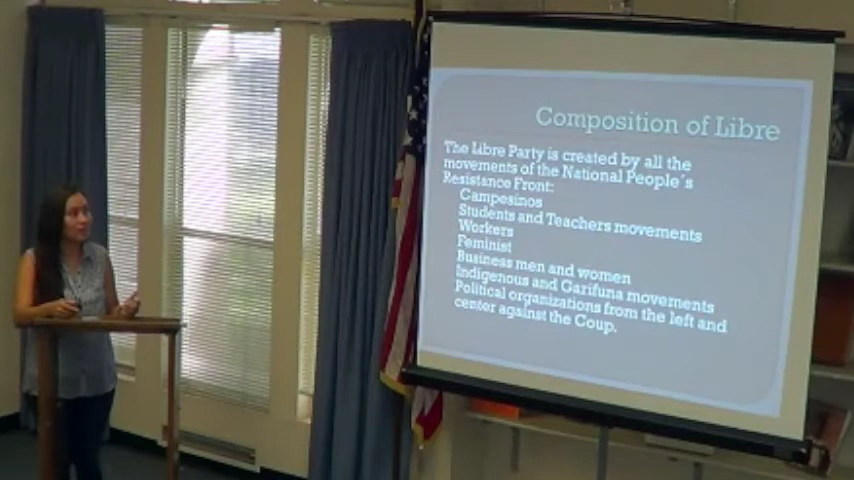 Composition of Libre
The Libre Party is created by all the
movements of the National People's
Resistance Front:
Campesinos
Students and Teachers movements
Workers
Feminist
Business men and women
Indigenous and Garifuna movements
Political organizations from the left and
center against the Coup.